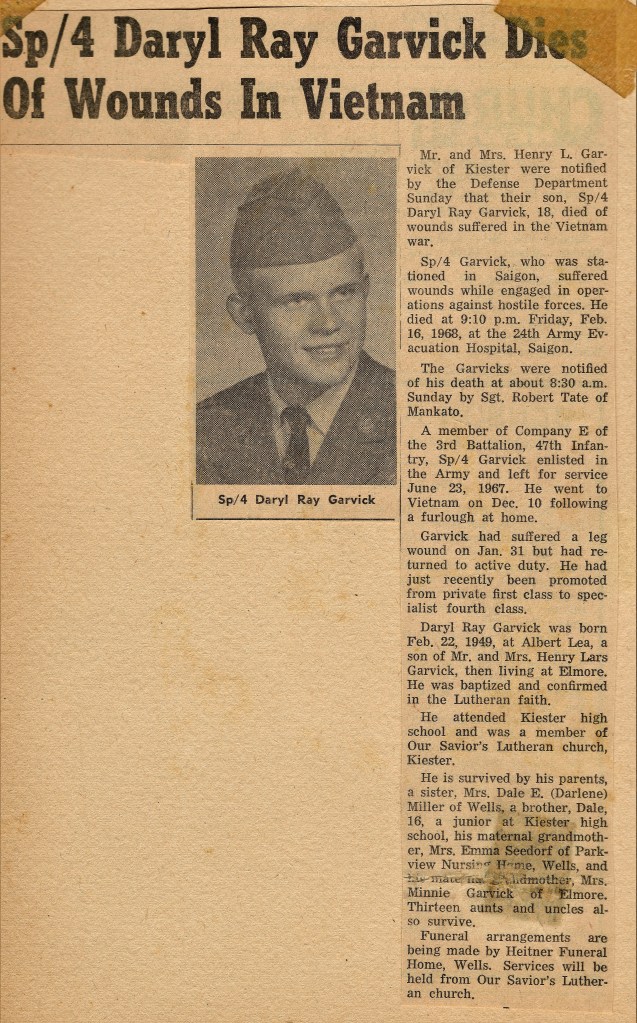 Sp/4 Daryl Ray Garvick Dies
Of Wounds In Vietnam
Sp/4 Daryl Ray Garvick
Mr. and Mrs. Henry L. Gar-
vick of Kiester were notified
by the Defense Department
Sunday that their son, Sp/4
Daryl Ray Garvick, 18, died of
wounds suffered in the Vietnam
war.
Sp/4 Garvick, who was sta-
tioned in Saigon, suffered
wounds while engaged in oper-
ations against hostile forces. He
died at 9:10 p.m. Friday, Feb.
16, 1968, at the 24th Army Ev-
acuation Hospital, Saigon.
The Garvicks were notified
of his death at about 8:30 a.m.
Sunday by Sgt. Robert Tate of
Mankato.
A member of Company E of
the 3rd Battalion, 47th Infan-
try, Sp/4 Garvick enlisted in
the Army and left for service
June 23, 1967. He went to
Vietnam on Dec. 10 following
a furlough at home.
Garvick had suffered a leg
wound on Jan. 31 but had re-
turned to active duty. He had
just recently been promoted
from private first class to spec-
ialist fourth class.
Daryl Ray Garvick was born
Feb. 22, 1949, at Albert Lea, a
son of Mr. and Mrs. Henry Lars
Garvick, then living at Elmore.
He was baptized and confirmed
in the Lutheran faith.
He attended Kiester high
school and was a member of
Our Savior's Lutheran church,
Kiester.
He is survived by his parents,
a sister, Mrs. Dale E. (Darlene)
Miller of Wells, a brother, Dale,
16, a junior at Kiester high
school, his maternal grandmoth-
er, Mrs. Emma Seedorf of Park-
view Nursing Home, Wells, and
his Mrs.
Minnie Garvick of Elmore.
Thirteen aunts and uncles al-
so survive.
Funeral arrangements are
being made by Heitner Funeral
Home, Wells. Services will be
held from Our Savior's Luther-
an church.